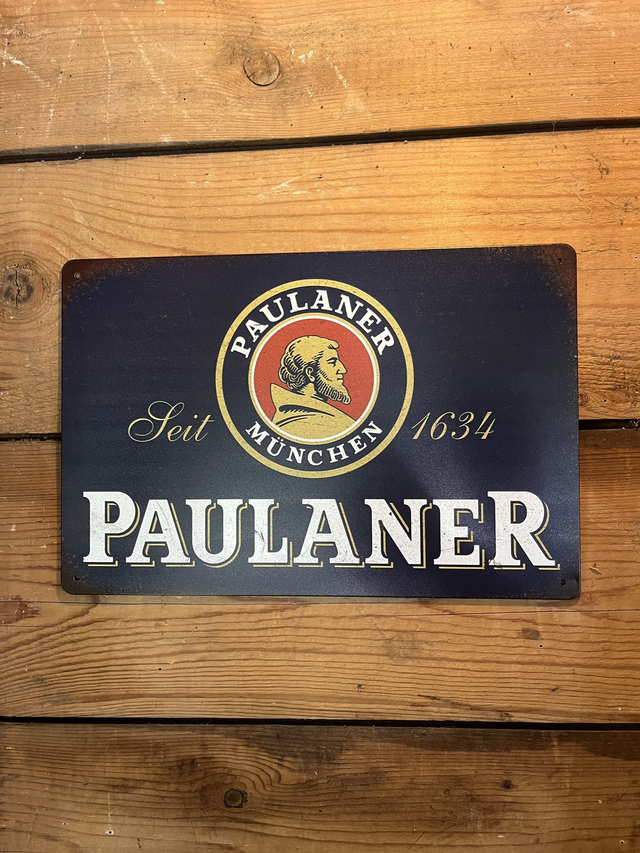 PAULANER
MÜNCHEN
Seit 1634
PAULANER